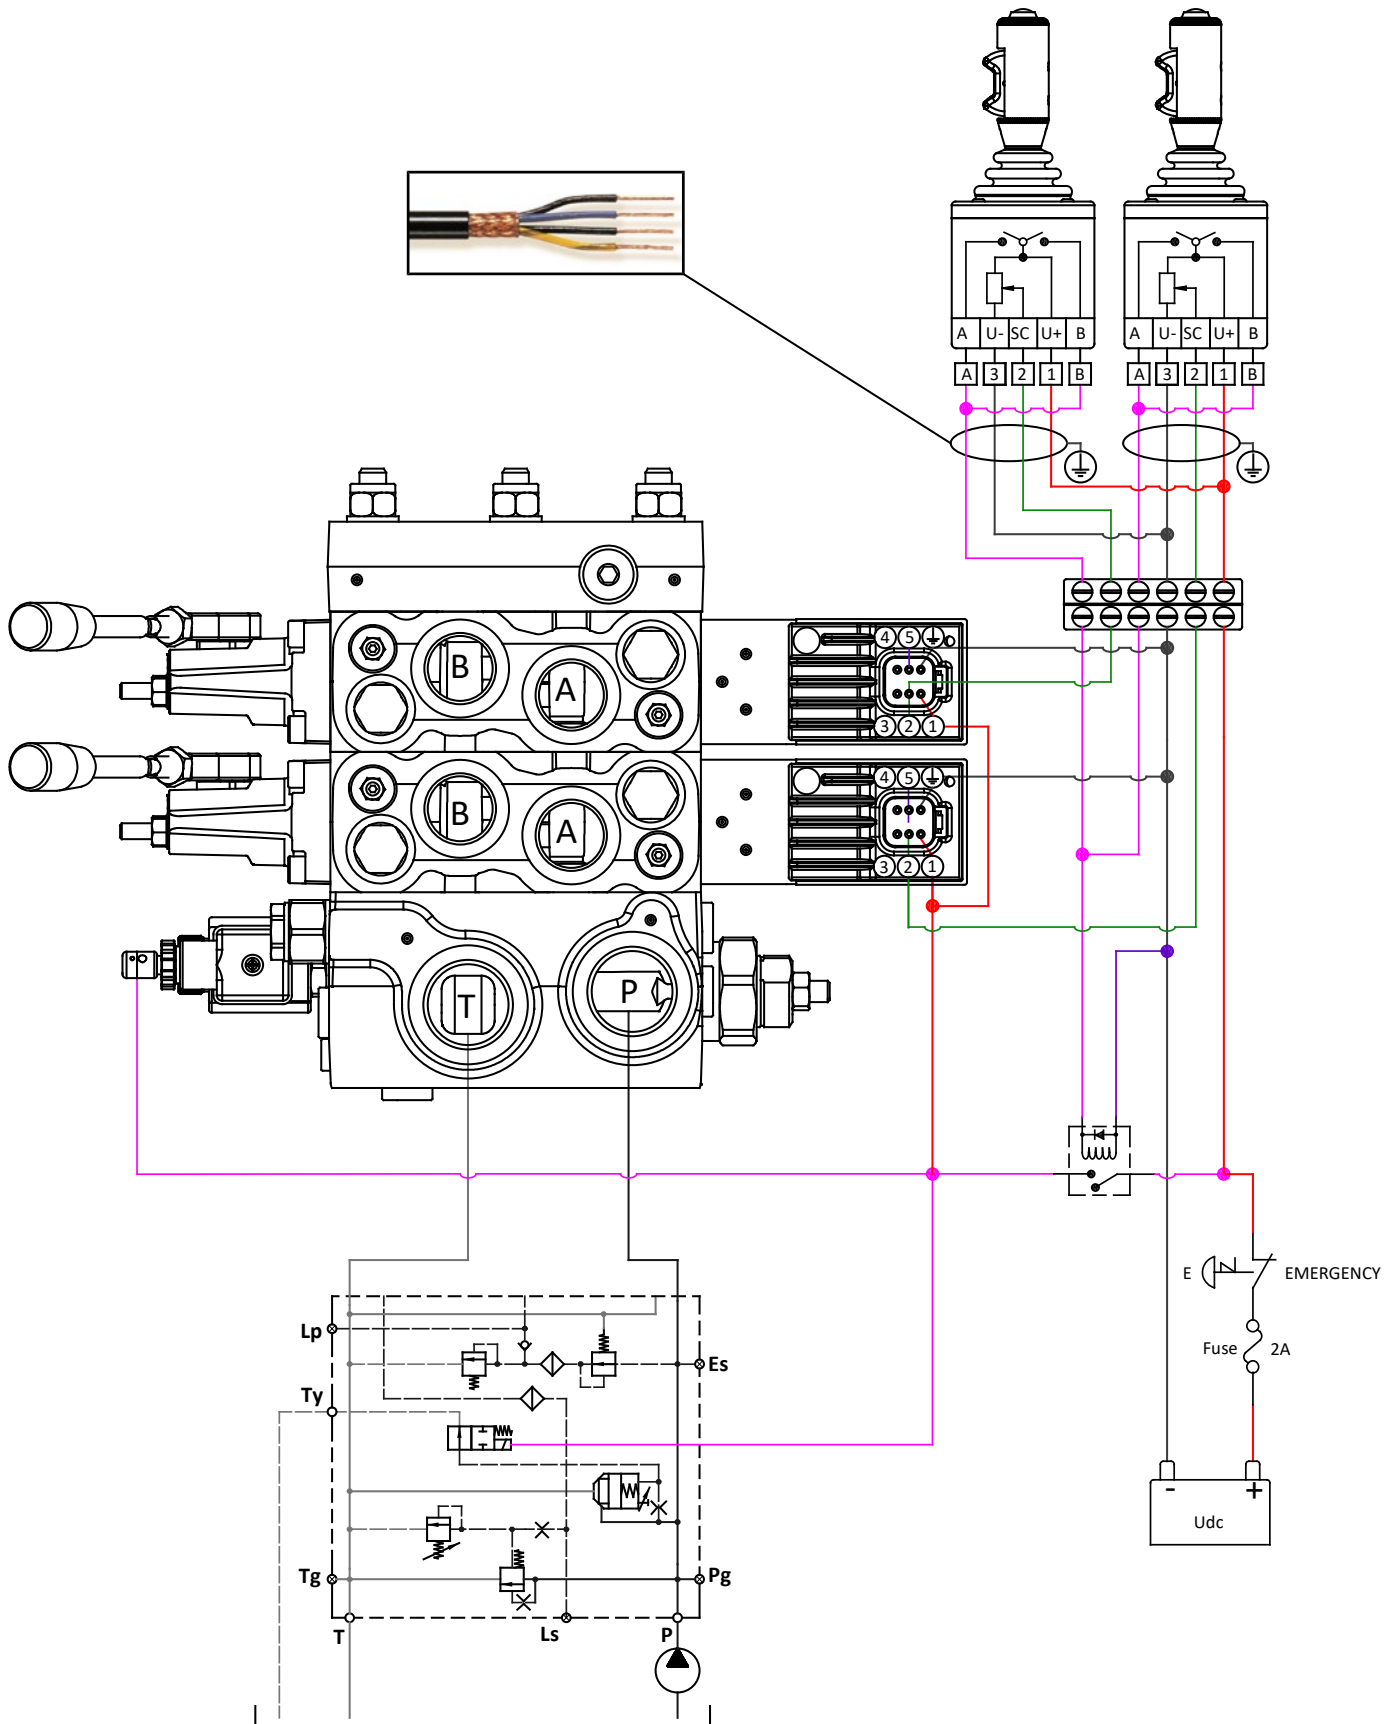 A U- SC U+ B
A U- SC U+ B
A 3 2 1 B
A 3 2 1 B
4 5
B A
3 2 1
4 5
B A
3 2 1
T P
E EMERGENCY
Fuse 2A
Lp
Es
Ty
- +
Udc
Tg Pg
T Ls P